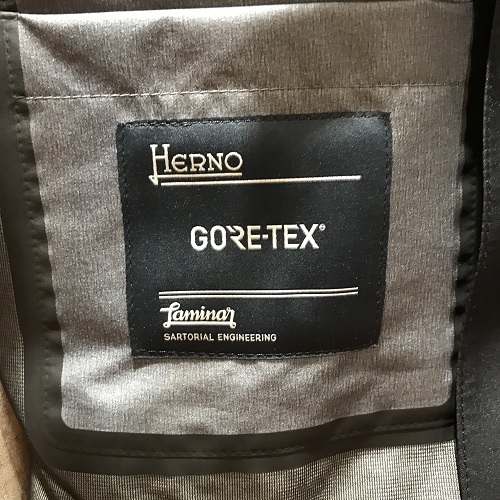 HERNO
GORE-TEX®
Laminar
SARTORIAL ENGINEERING